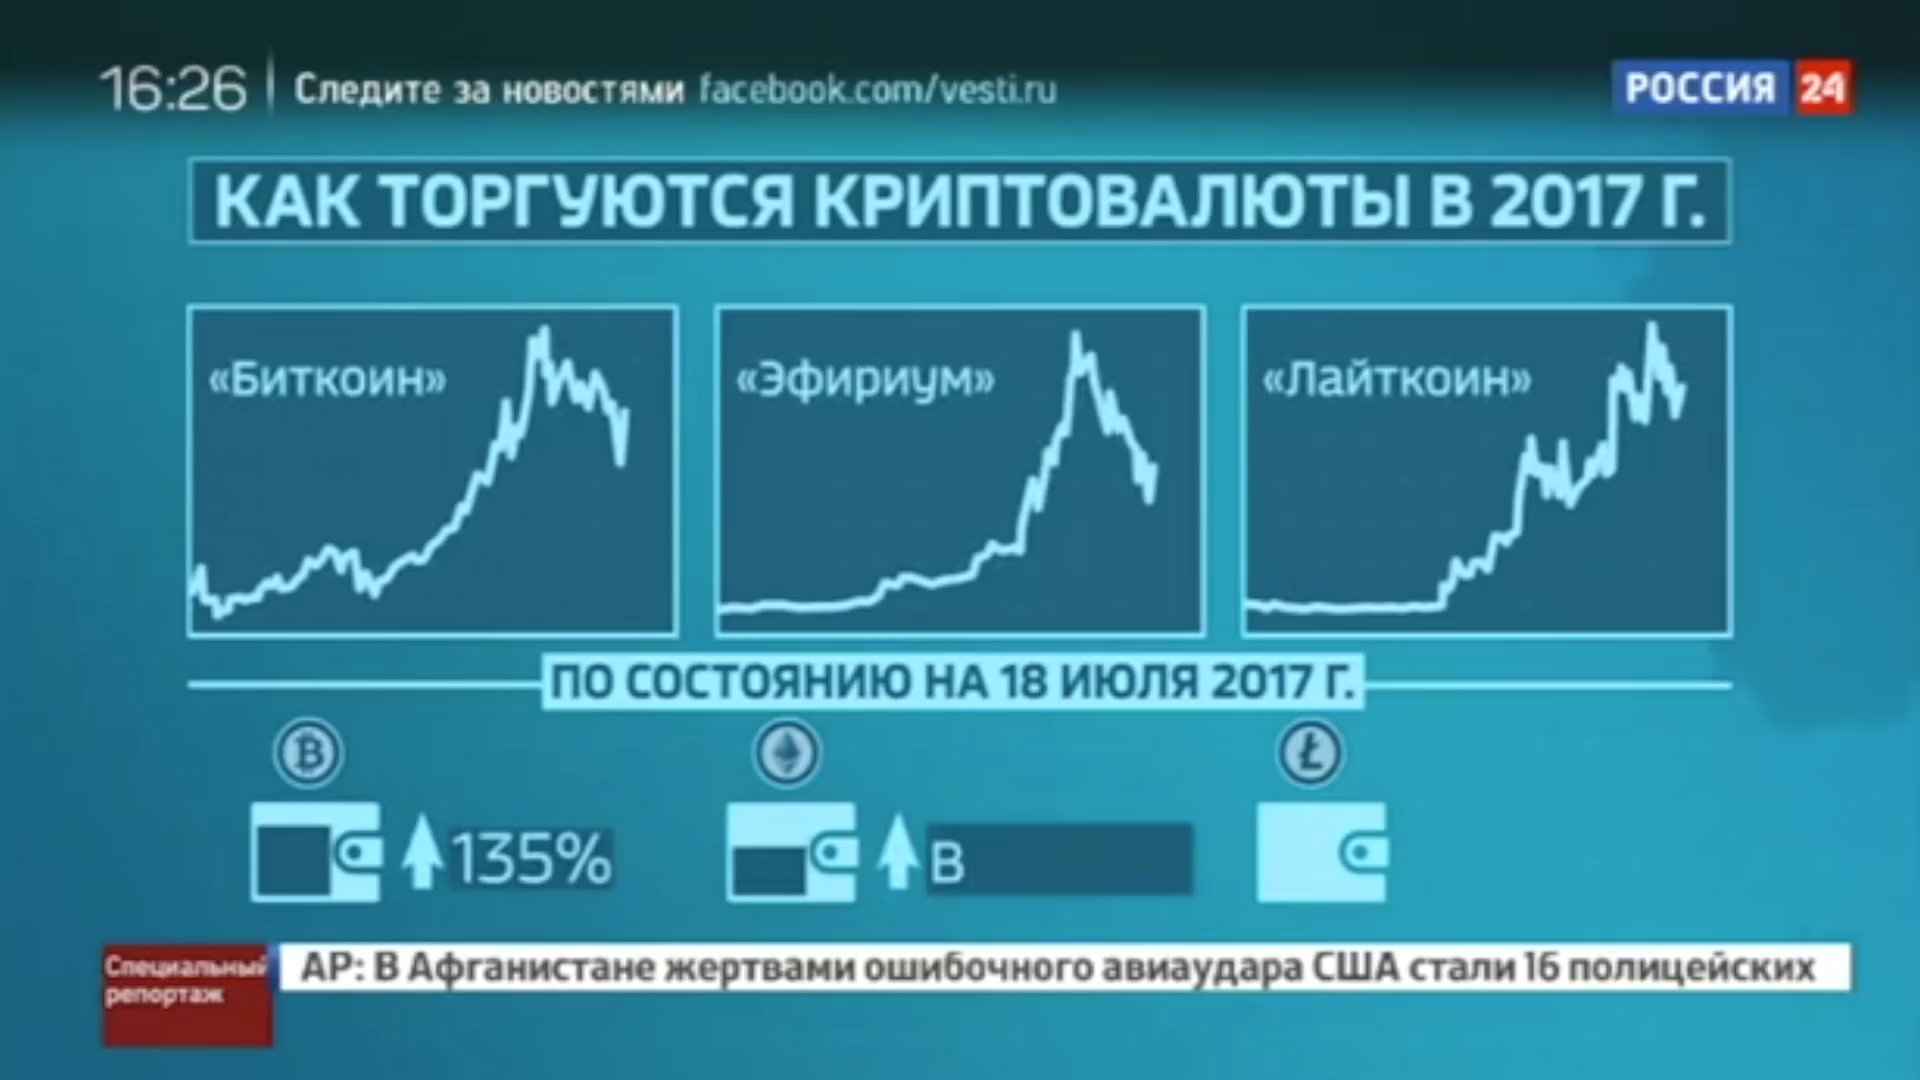 16:26
Следите за новостями facebook.com/vesti.ru
РОССИЯ 24
КАК ТОРГУЮТСЯ КРИПТОВАЛЮТЫ В 2017 Г.
«Биткоин»
«Эфириум»
«Лайткоин»
ПО СОСТОЯНИЮ НА 18 ИЮЛЯ 2017 Г.
135%
В
Специальный
репортаж
АР: В Афганистане жертвами ошибочного авиаудара США стали 16 полицейских